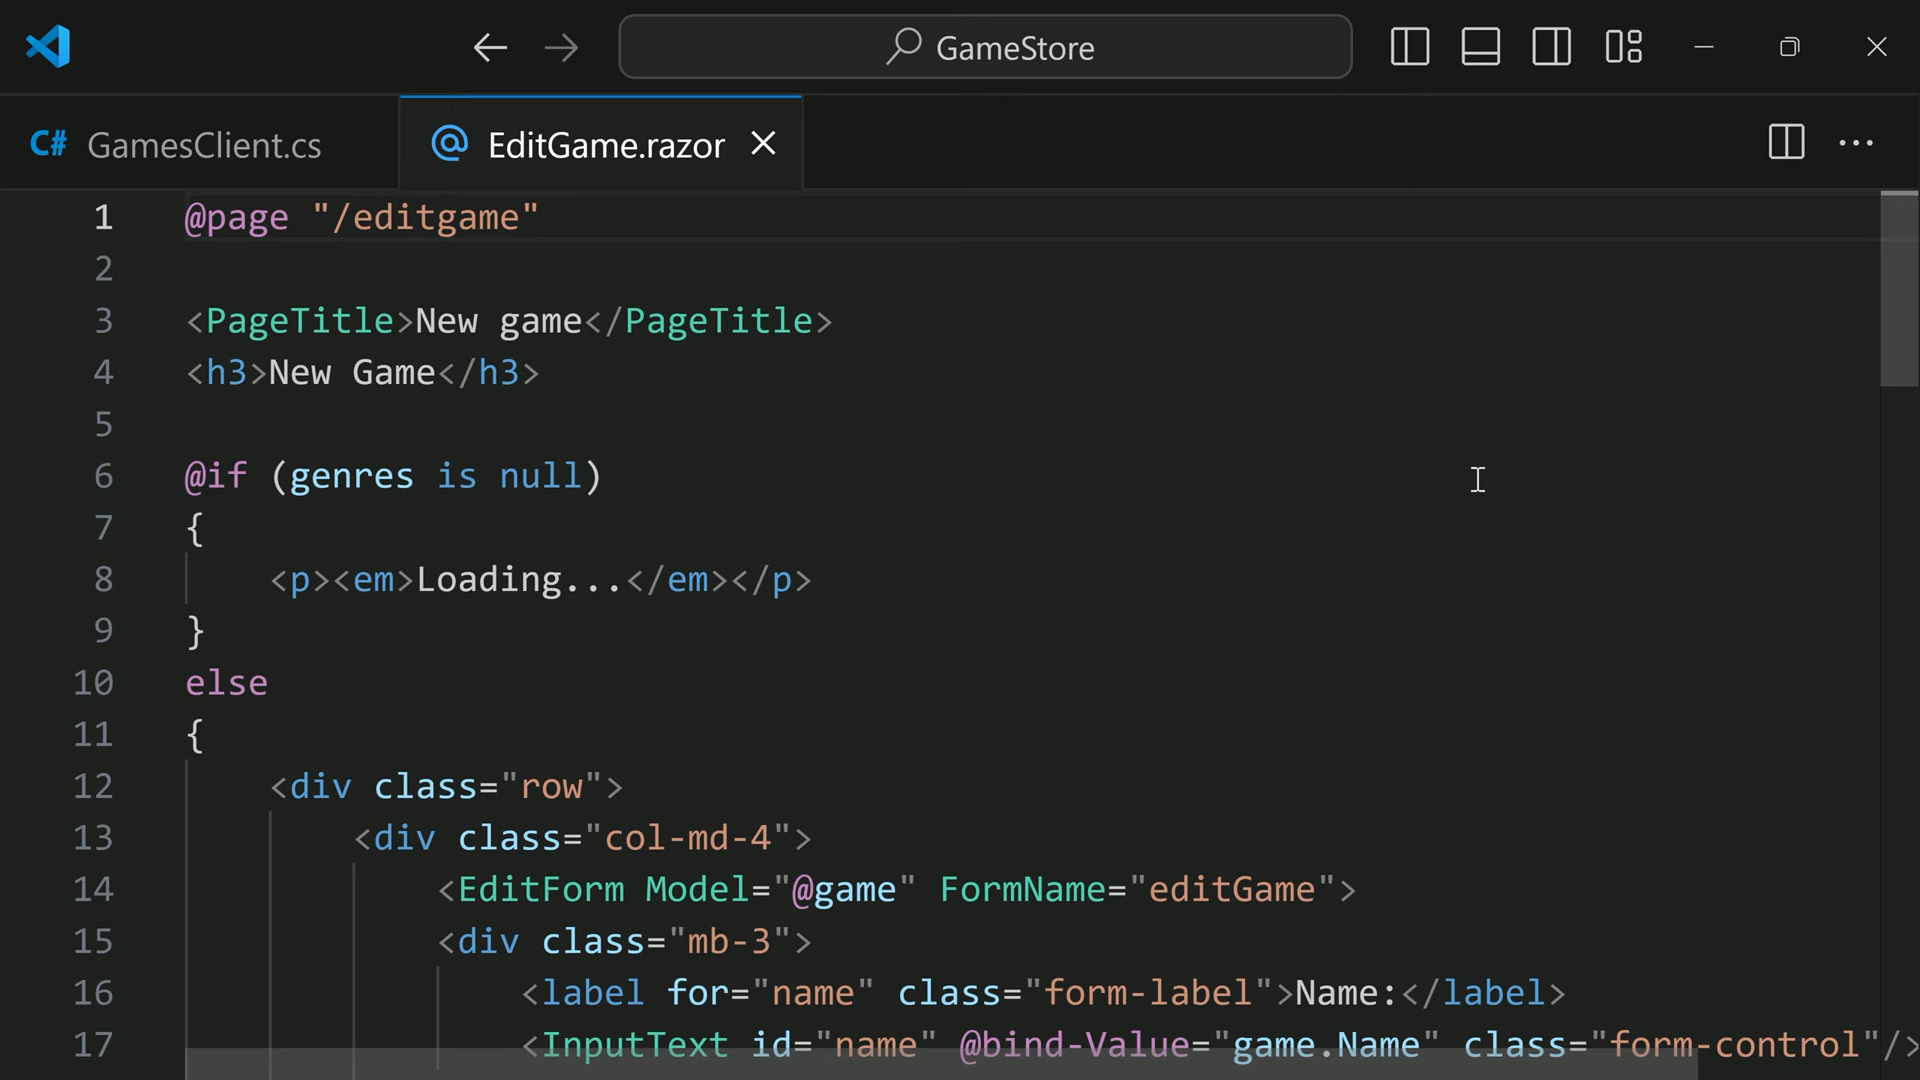 GameStore
C# GamesClient.cs
@ EditGame.razor
1 @page "/editgame"
2
3 <PageTitle>New game</PageTitle>
4 <h3>New Game</h3>
5
6 @if (genres is null)
7 {
8 <p><em>Loading...</em></p>
9 }
10 else
11 {
12 <div class="row">
13 <div class="col-md-4">
14 <EditForm Model="@game" FormName="editGame">
15 <div class="mb-3">
16 <label for="name" class="form-label">Name:</label>
17 <InputText id="name" @bind-Value="game.Name" class="form-control"/>